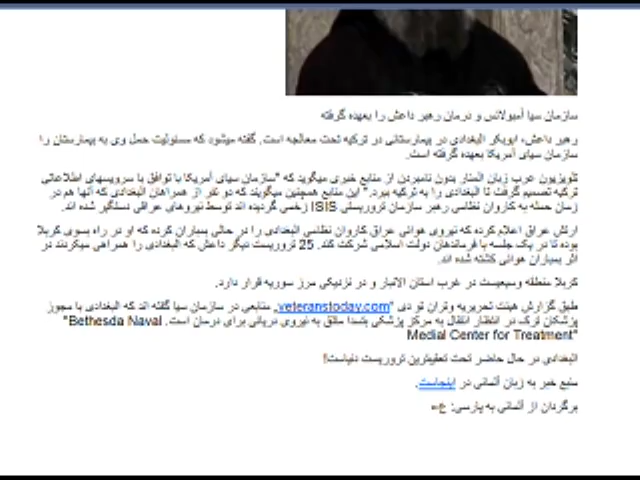 سازمان سیا آمبولانس و درمان رهبر داعش را بعهده گرفته
رهبر داعش، ابوبکر البغدادی در بیمارستانی در ترکیه تحت معالجه است. گفته میشود که مسئولیت حمل وی به بیمارستان را
سازمان سیای آمریکا بعهده گرفته است.
تلویزیون عرب زبان المنار بدون نامبردن از منابع خبری میگوید که "سازمان سیای آمریکا با توافق با سرویسهای اطلاعاتی
ترکیه تصمیم گرفت تا البغدادی را به ترکیه ببرد." این منابع همچنین میگویند که دو نفر از همراهان البغدادی که آنها هم در
زمان حمله به کاروان نظامی رهبر سازمان تروریستی ISIS زخمی گردیده اند توسط نیروهای عراقی دستگیر شده اند.
ارتش عراق اعلام کرده که نیروی هوائی عراق کاروان نظامی البغدادی را در حالی بمباران کرده که او در راه بسوی کربلا
بوده تا در یک جلسه با فرماندهان دولت اسلامی شرکت کند. 25 تروریست دیگر داعش که البغدادی را همراهی میکردند در
اثر بمباران هوائی کشته شده اند.
کربلا منطقه وسیعیست در غرب استان الانبار و در نزدیکی مرز سوریه قرار دارد.
طبق گزارش هیئت تحریریه وتران تو دی "veteranstoday.com" منابعی در سازمان سیا گفته اند که البغدادی با مجوز
پزشکان ترک در انتظار انتقال به مرکز پزشکی بتسدا متعلق به نیروی دریائی برای درمان است. "Bethesda Naval
Medial Center for Treatment"
البغدادی در حال حاضر تحت تعقیبترین تروریست دنیاست!
منبع خبر به زبان آلمانی در اینجاست.
برگردان از آلمانی به پارسی: